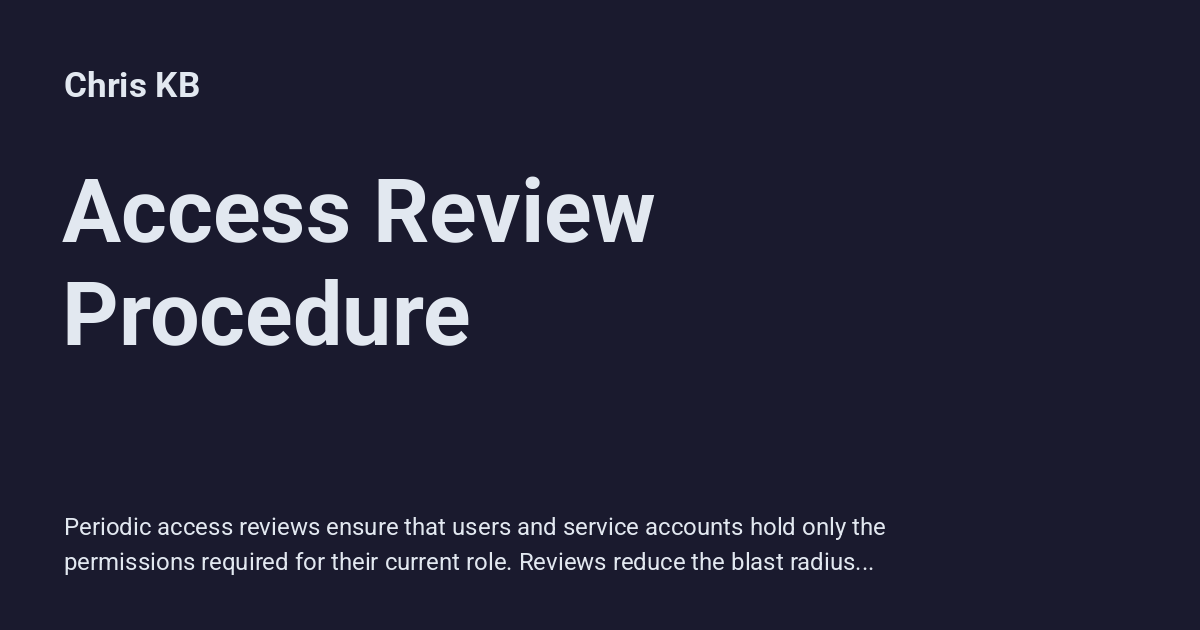 Chris KB
Access Review
Procedure
Periodic access reviews ensure that users and service accounts hold only the
permissions required for their current role. Reviews reduce the blast radius...